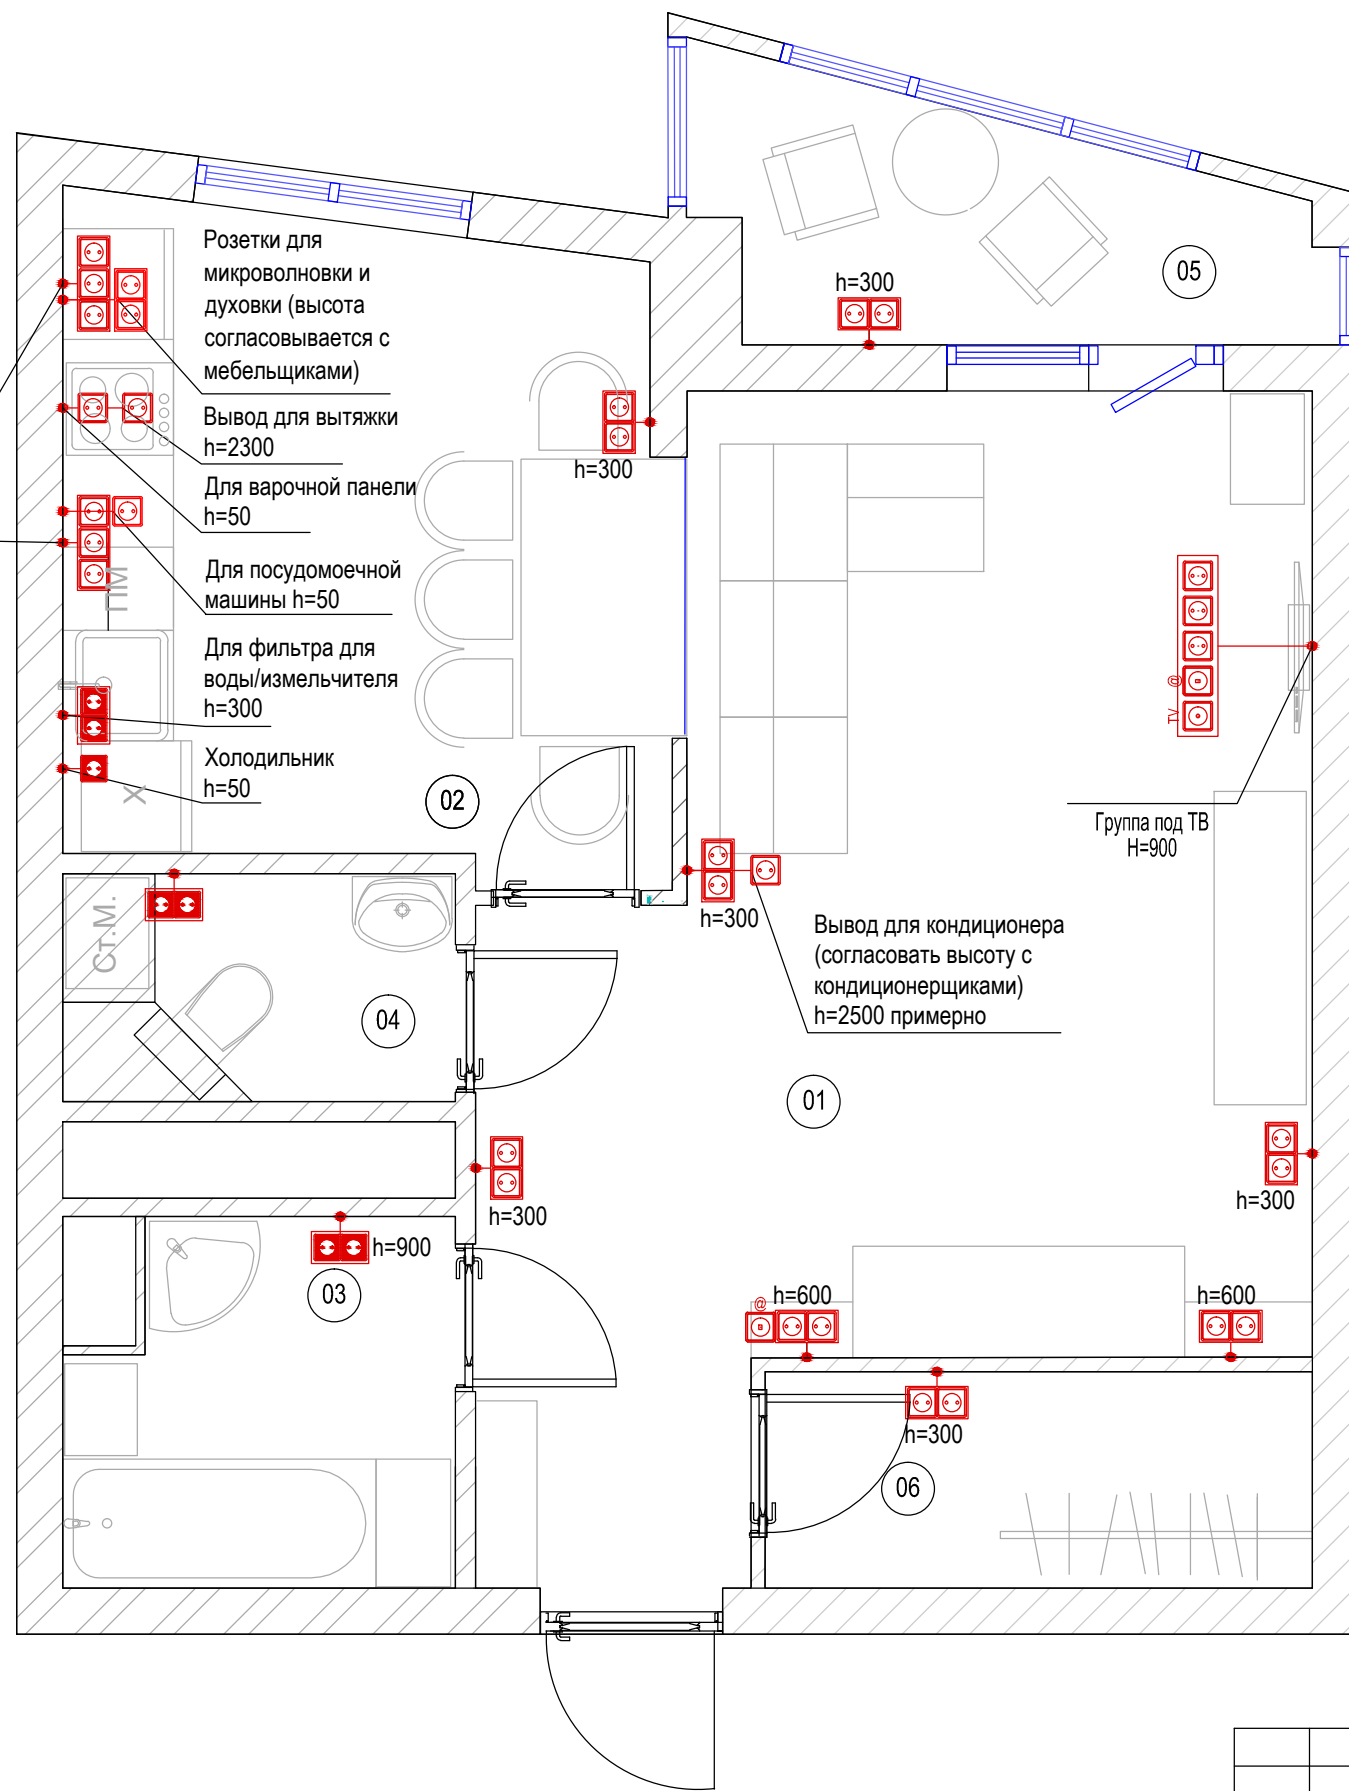 Розетки для
микроволновки и
духовки (высота
согласовывается с
мебельщиками)
Вывод для вытяжки
h=2300
Для варочной панели
h=50
Для посудомоечной
машины h=50
Для фильтра для
воды/измельчителя
h=300
Холодильник
h=50
ПМ
X
02
h=300
h=300
05
@
TV
Группа под ТВ
H=900
h=300
Вывод для кондиционера
(согласовать высоту с
кондиционерщиками)
h=2500 примерно
Ст.М.
04
01
h=300
h=300
h=900
03
@
h=600
h=600
h=300
06